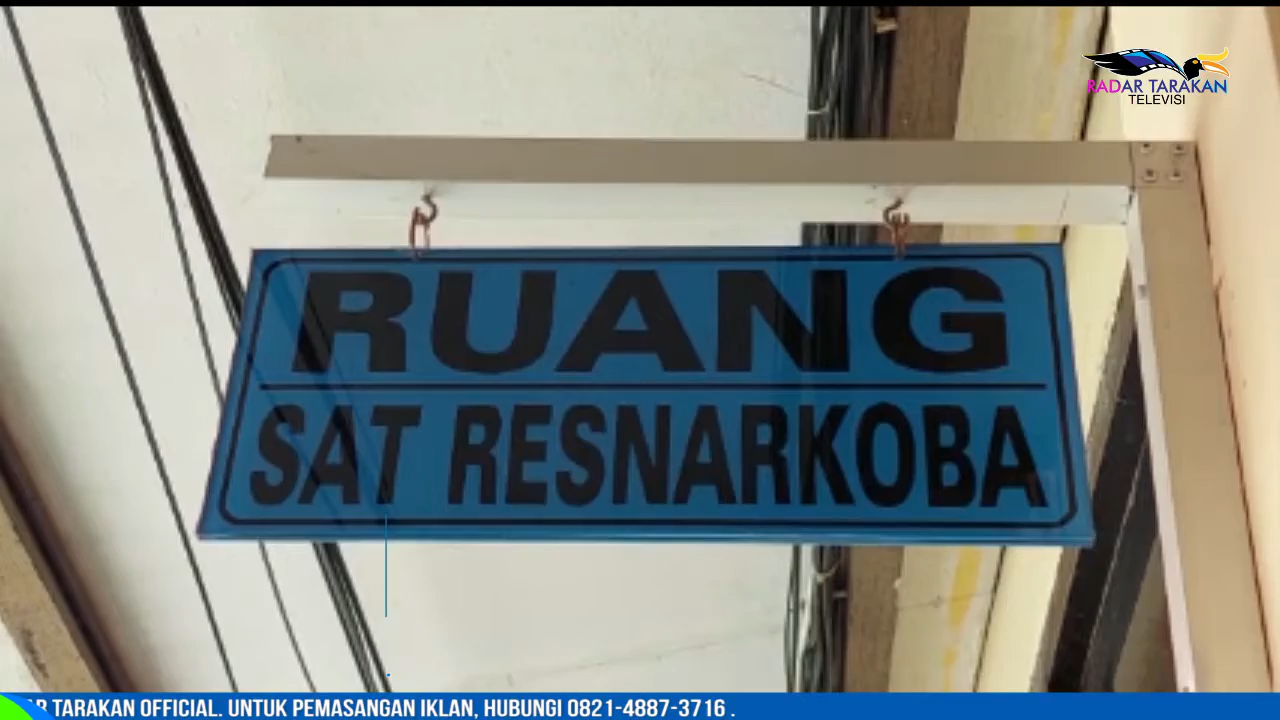 RADAR TARAKAN
TELEVISI
RUANG
SAT RESNARKOBA
TARAKAN OFFICIAL. UNTUK PEMASANGAN IKLAN, HUBUNGI 0821-4887-3716 .